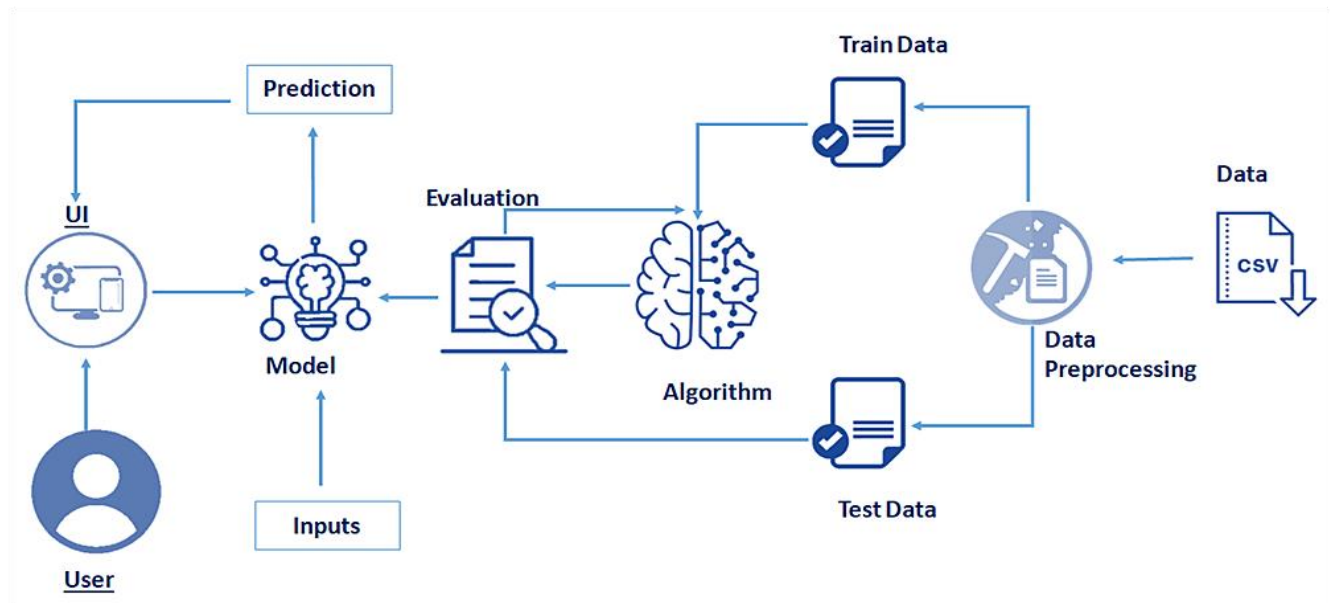 Train Data
Prediction
Data
Evaluation
UI
CSV
Data
Preprocessing
Model
Algorithm
Test Data
Inputs
User